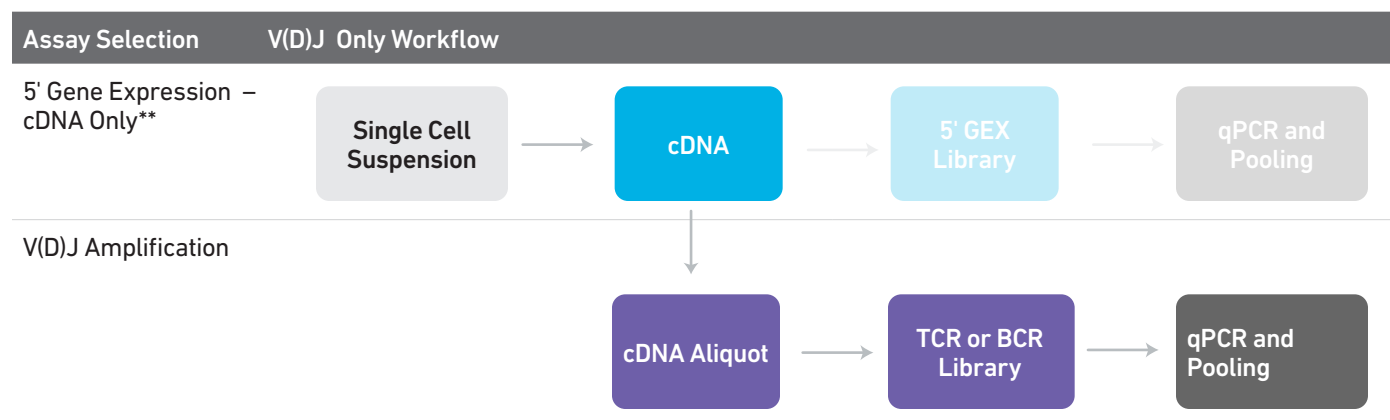 Assay Selection V(D)J Only Workflow
5' Gene Expression –
cDNA Only**
Single Cell
Suspension
cDNA
5' GEX
Library
qPCR and
Pooling
V(D)J Amplification
cDNA Aliquot
TCR or BCR
Library
qPCR and
Pooling